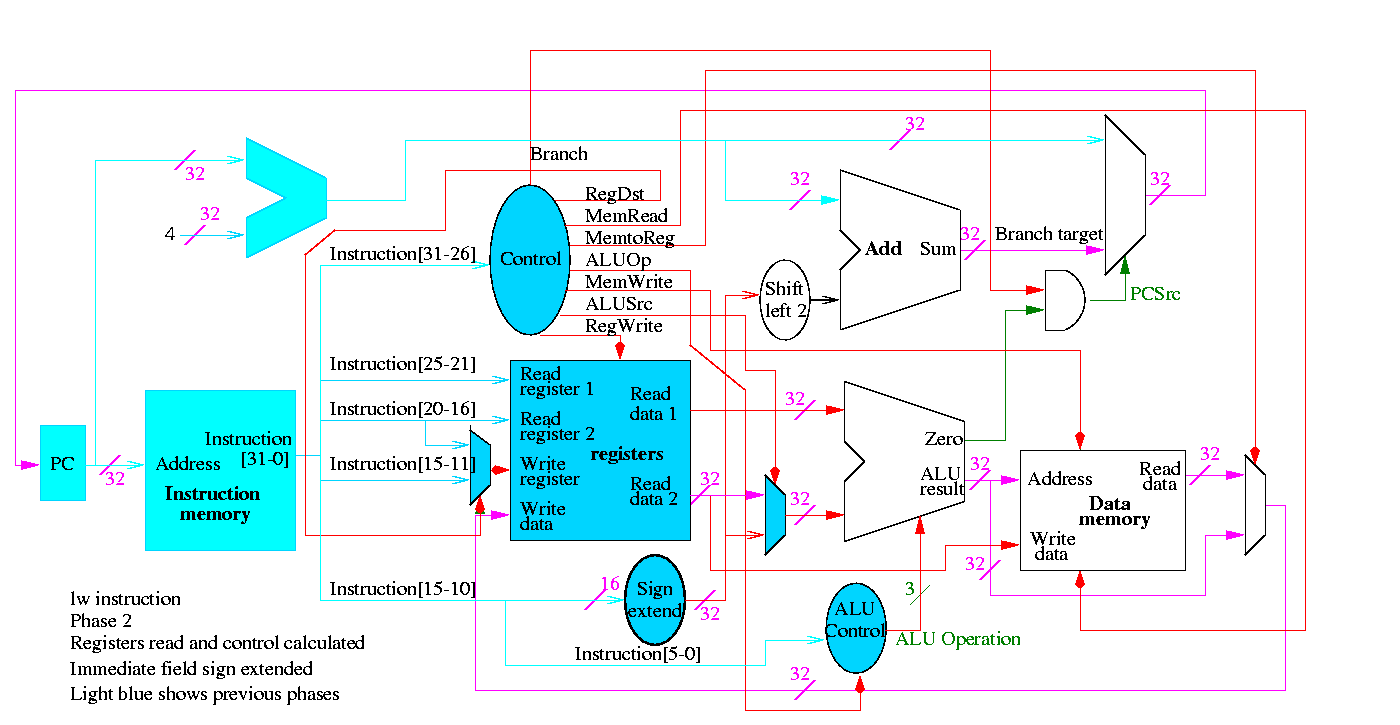 32
Branch
32
32
32
32
4
RegDst
MemRead
MemtoReg
ALUOp
MemWrite
ALUSrc
RegWrite
Control
Instruction[31-26]
Add
Sum
32
Branch target
Shift
left 2
PCSrc
Instruction[25-21]
Instruction[20-16]
Instruction[15-11]
Instruction[15-10]
Instruction[5-0]
PC
32
Address
Instruction
[31-0]
Instruction
memory
Read
register 1
Read
register 2
Write
register
Write
data
Read
data 1
registers
Read
data 2
32
32
32
Zero
ALU
result
32
32
Address
Read
data
Data
memory
Write
data
32
16
Sign
extend
32
ALU
Control
3
ALU Operation
32
lw instruction
Phase 2
Registers read and control calculated
Immediate field sign extended
Light blue shows previous phases